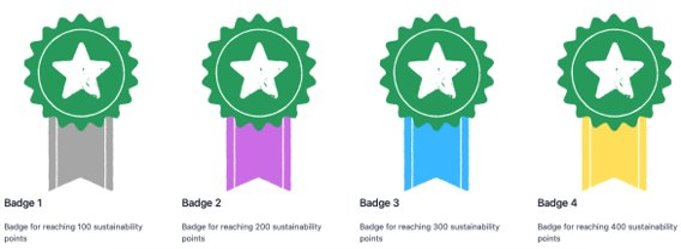 Badge 1
Badge for reaching 100 sustainability
points
Badge 2
Badge for reaching 200 sustainability
points
Badge 3
Badge for reaching 300 sustainability
points
Badge 4
Badge for reaching 400 sustainability
points